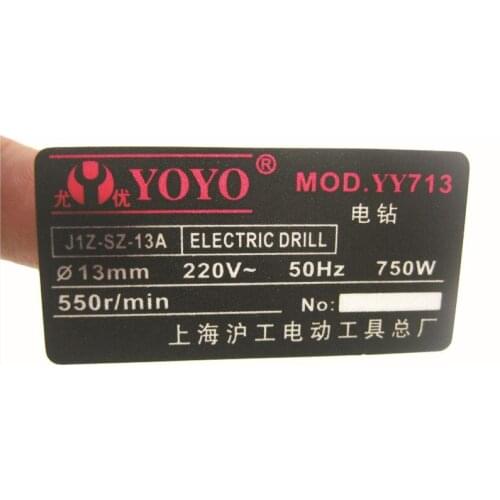 尤优 YOYO® MOD.YY713
电钻
J1Z-SZ-13A ELECTRIC DRILL
Ø13mm 220V~ 50Hz 750W
550r/min No:
上海沪工电动工具总厂